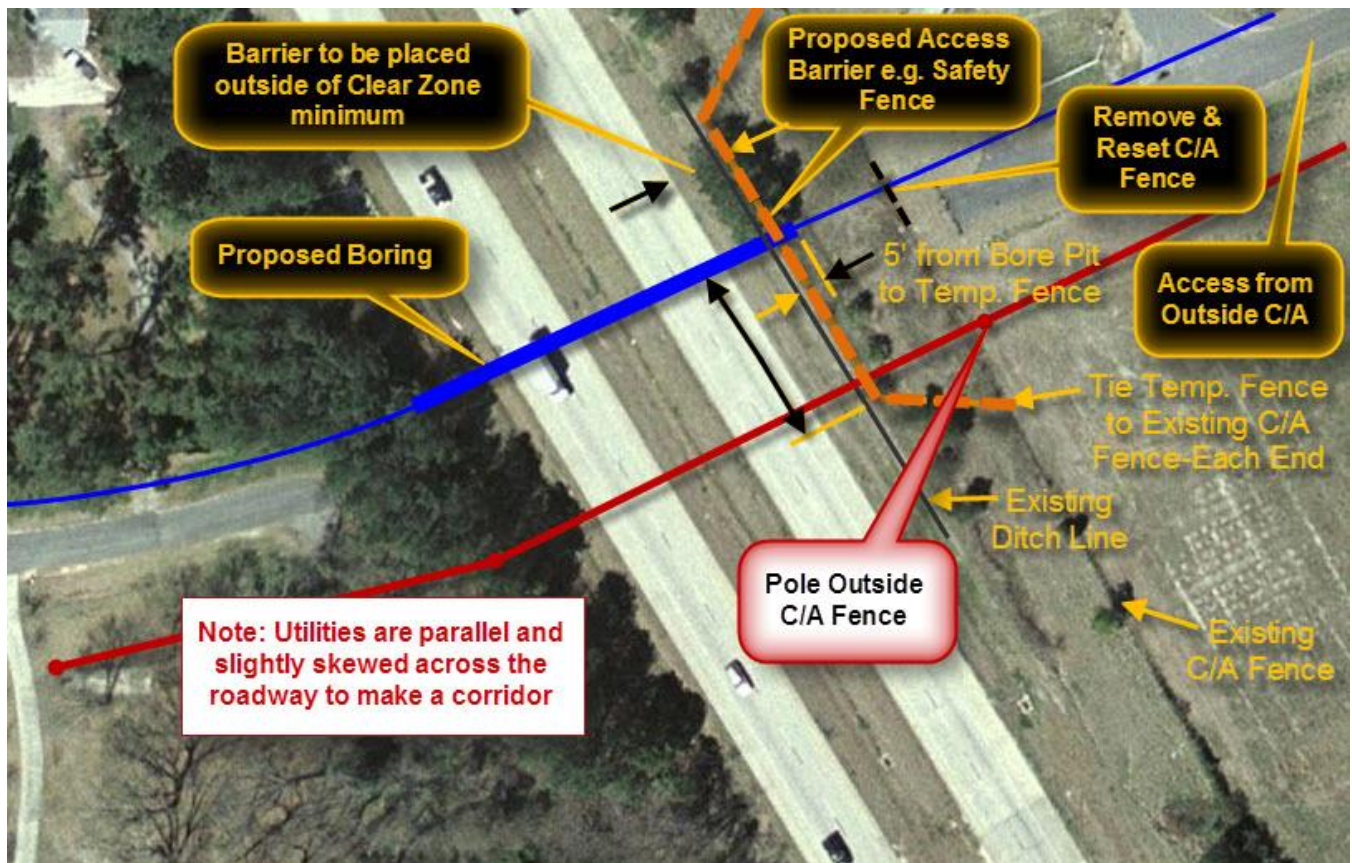 Barrier to be placed
outside of Clear Zone
minimum
Proposed Access
Barrier e.g. Safety
Fence
Remove &
Reset C/A
Fence
Proposed Boring
5' from Bore Pit
to Temp. Fence
Access from
Outside C/A
Tie Temp. Fence
to Existing C/A
Fence-Each End
Existing
Ditch Line
Pole Outside
C/A Fence
Note: Utilities are parallel and
slightly skewed across the
roadway to make a corridor
Existing
C/A Fence